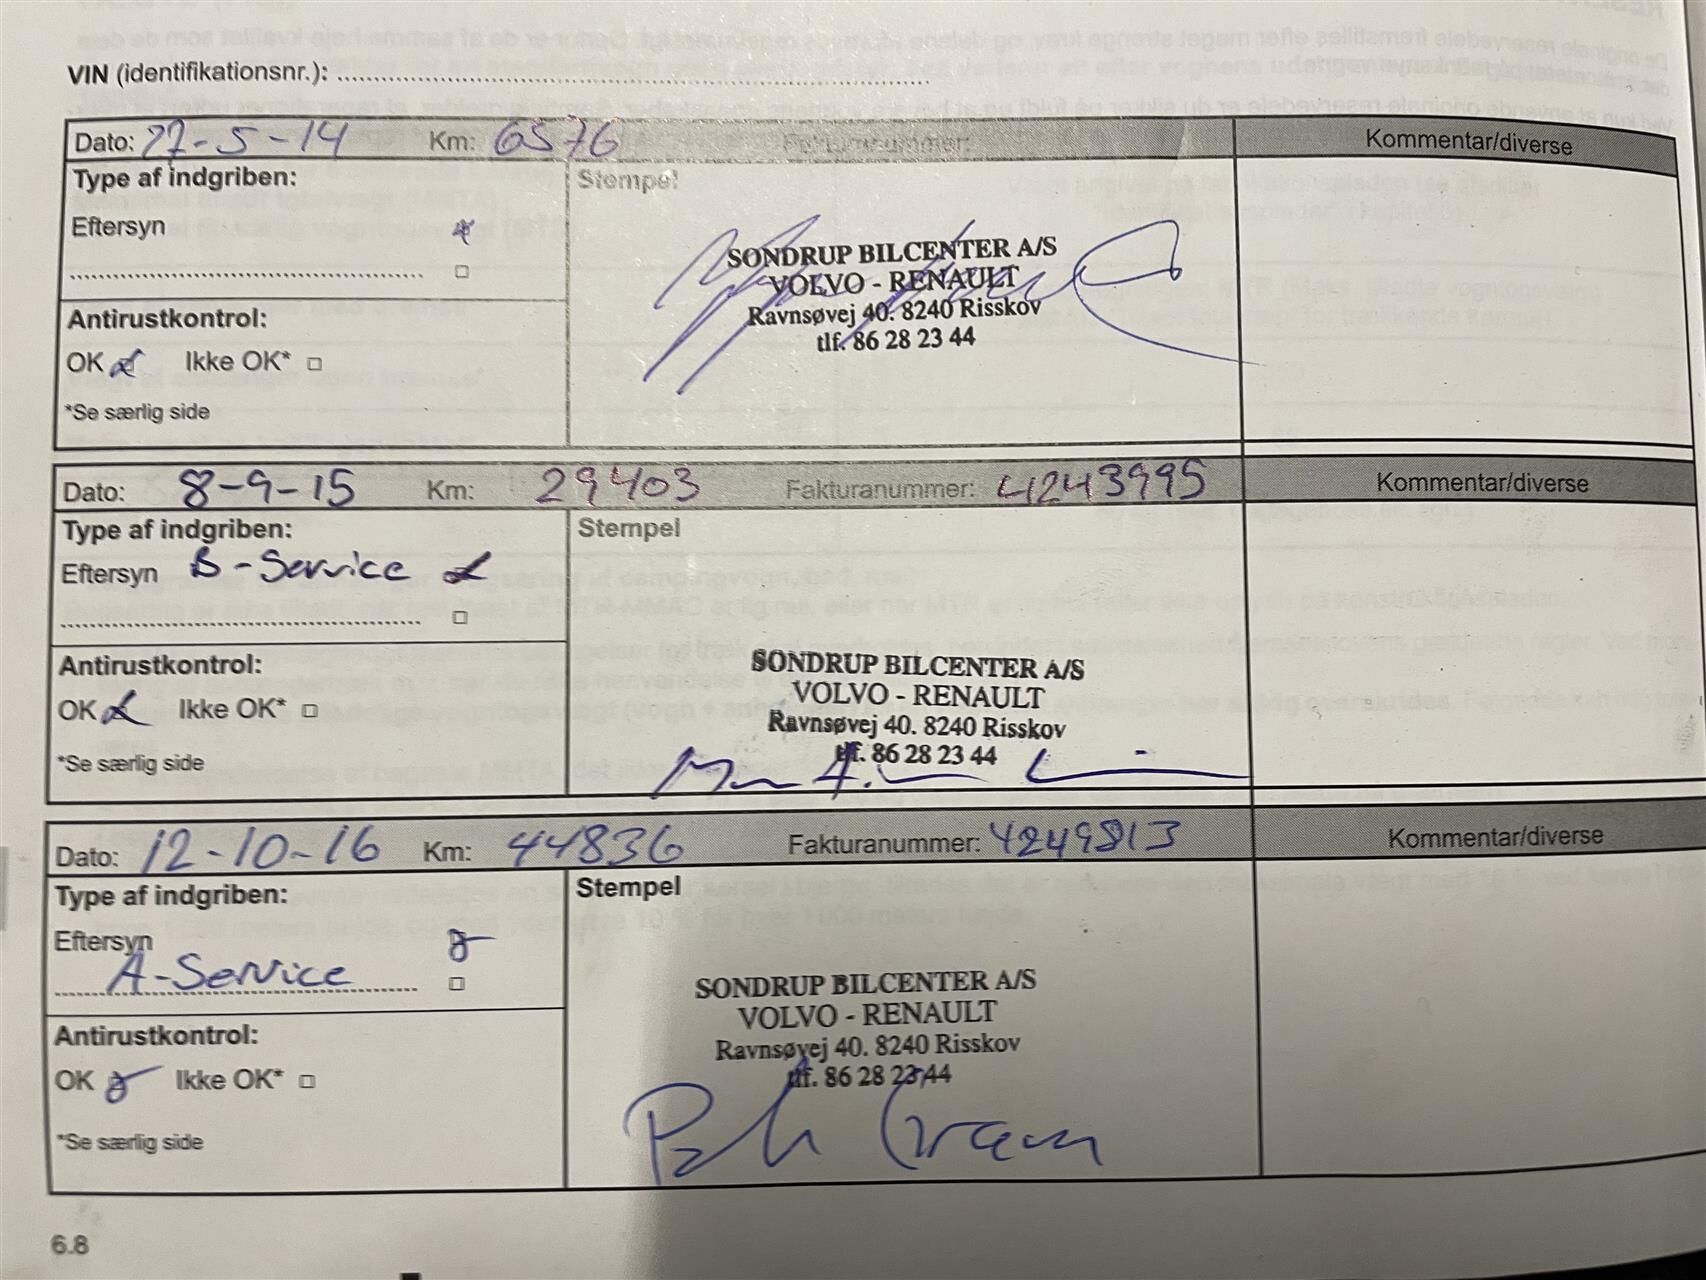 VIN (identifikationsnr.): ....................
Dato: 27-5-14 Km: 6576 Fakturanummer: Kommentar/diverse
Type af indgriben: Stempel
Eftersyn
SONDRUP BILCENTER A/S
VOLVO - RENAULT
Ravnsøvej 40. 8240 Risskov
tlf. 86 28 23 44
Antirustkontrol:
OK Ikke OK*
*Se særlig side
Dato: 8-9-15 Km: 29403 Fakturanummer: 4243995 Kommentar/diverse
Type af indgriben: Stempel
Eftersyn B-Service
Antirustkontrol:
OK Ikke OK*
*Se særlig side
SONDRUP BILCENTER A/S
VOLVO - RENAULT
Ravnsøvej 40. 8240 Risskov
tlf. 86 28 23 44
Dato: 12-10-16 Km: 44836 Fakturanummer: 4249813 Kommentar/diverse
Type af indgriben: Stempel
Eftersyn
A-Service
Antirustkontrol:
OK Ikke OK*
*Se særlig side
SONDRUP BILCENTER A/S
VOLVO - RENAULT
Ravnsøvej 40. 8240 Risskov
tlf. 86 28 23 44
6.8